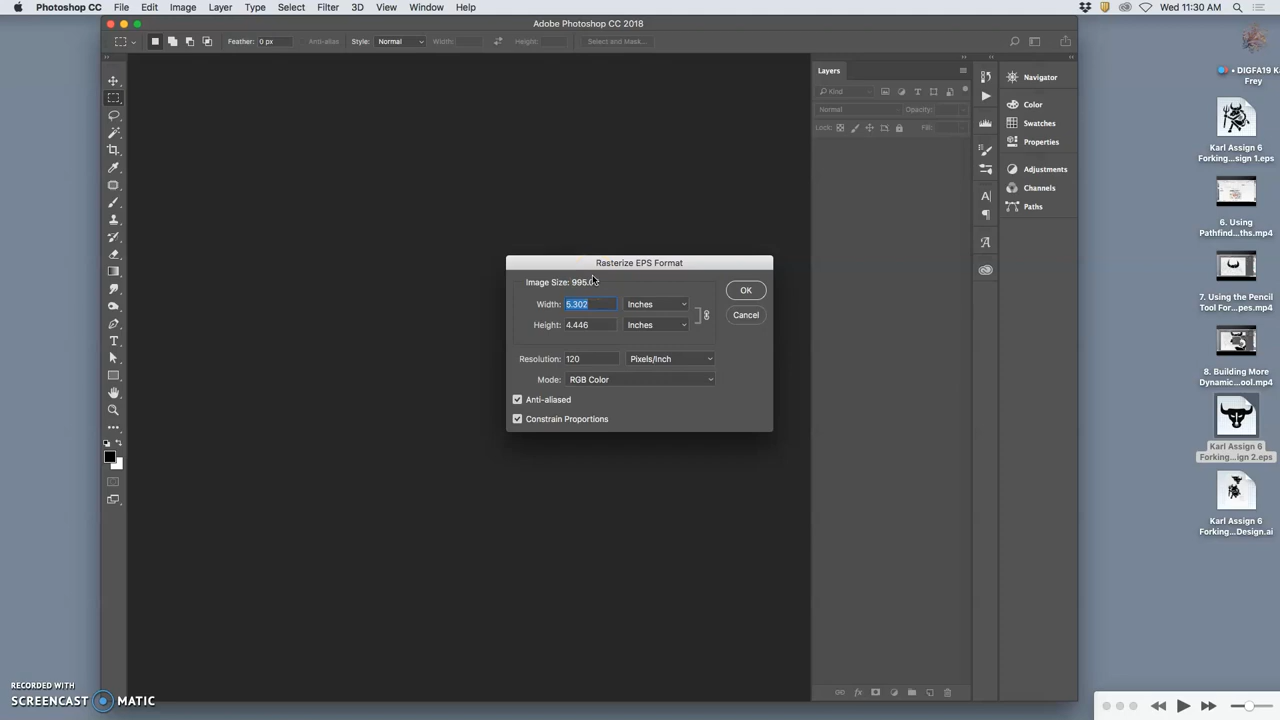 Photoshop CC File Edit Image Layer Type Select Filter 3D View Window Help Wed 11:30 AM
Adobe Photoshop CC 2018
Feather: 0 px Anti-alias Style: Normal Width: Height: Select and Mask...
Layers
Kind
Normal Opacity:
Lock: Fill:
Navigator
Color
Swatches
Properties
Adjustments
Channels
Paths
Rasterize EPS Format
Image Size: 995.0
Width: 5.302 Inches
Height: 4.446 Inches
Resolution: 120 Pixels/Inch
Mode: RGB Color
Anti-aliased
Constrain Proportions
OK
Cancel
• DIGFA19 K
Frey
Karl Assign 6
Forking...sign 1.eps
6. Using
Pathfind...ths.mp4
7. Using the Pencil
Tool For...pes.mp4
8. Building More
Dynamic...ool.mp4
Karl Assign 6
Forking...ign 2.eps
Karl Assign 6
Forking...Design.ai
RECORDED WITH
SCREENCAST MATIC